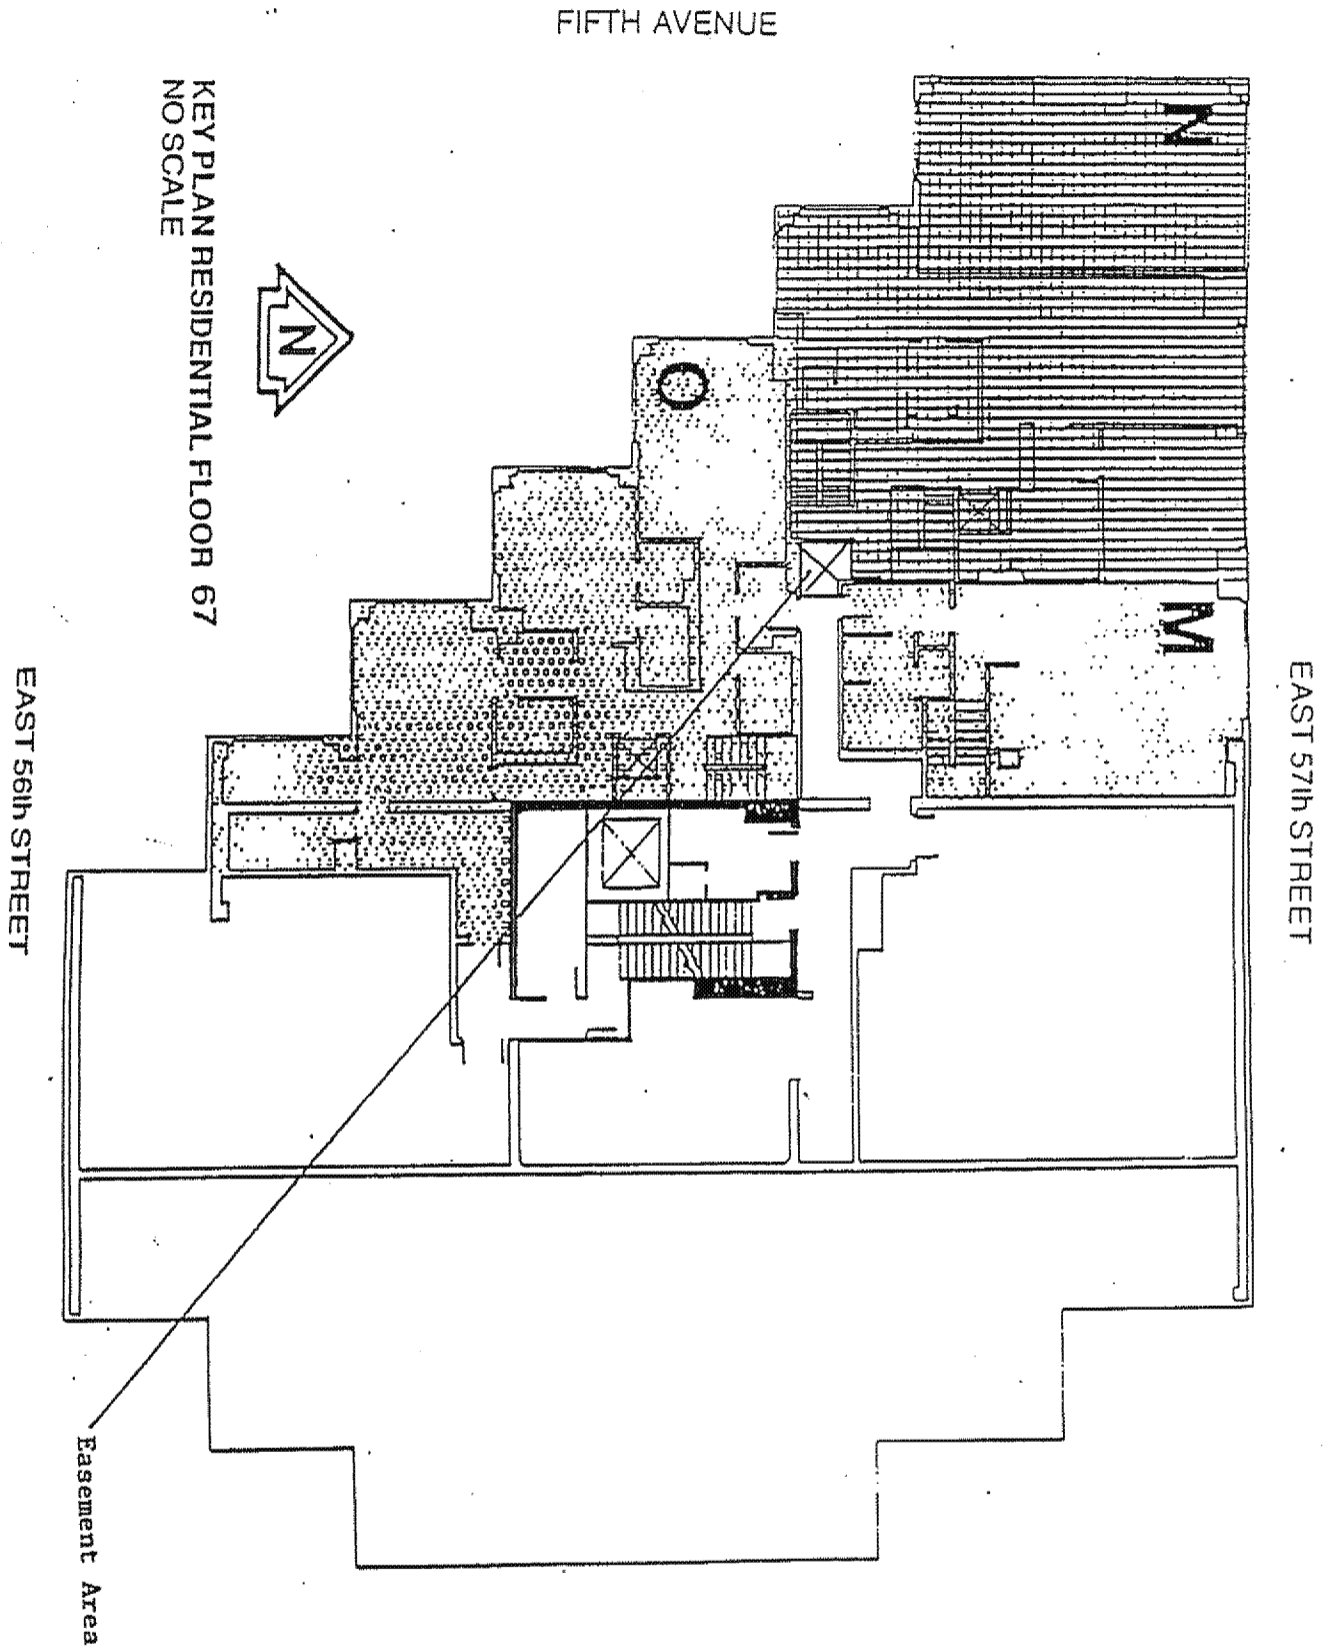 FIFTH AVENUE
KEY PLAN RESIDENTIAL FLOOR 67
NO SCALE
N
N
O
M
EAST 57th STREET
EAST 56th STREET
Easement Area